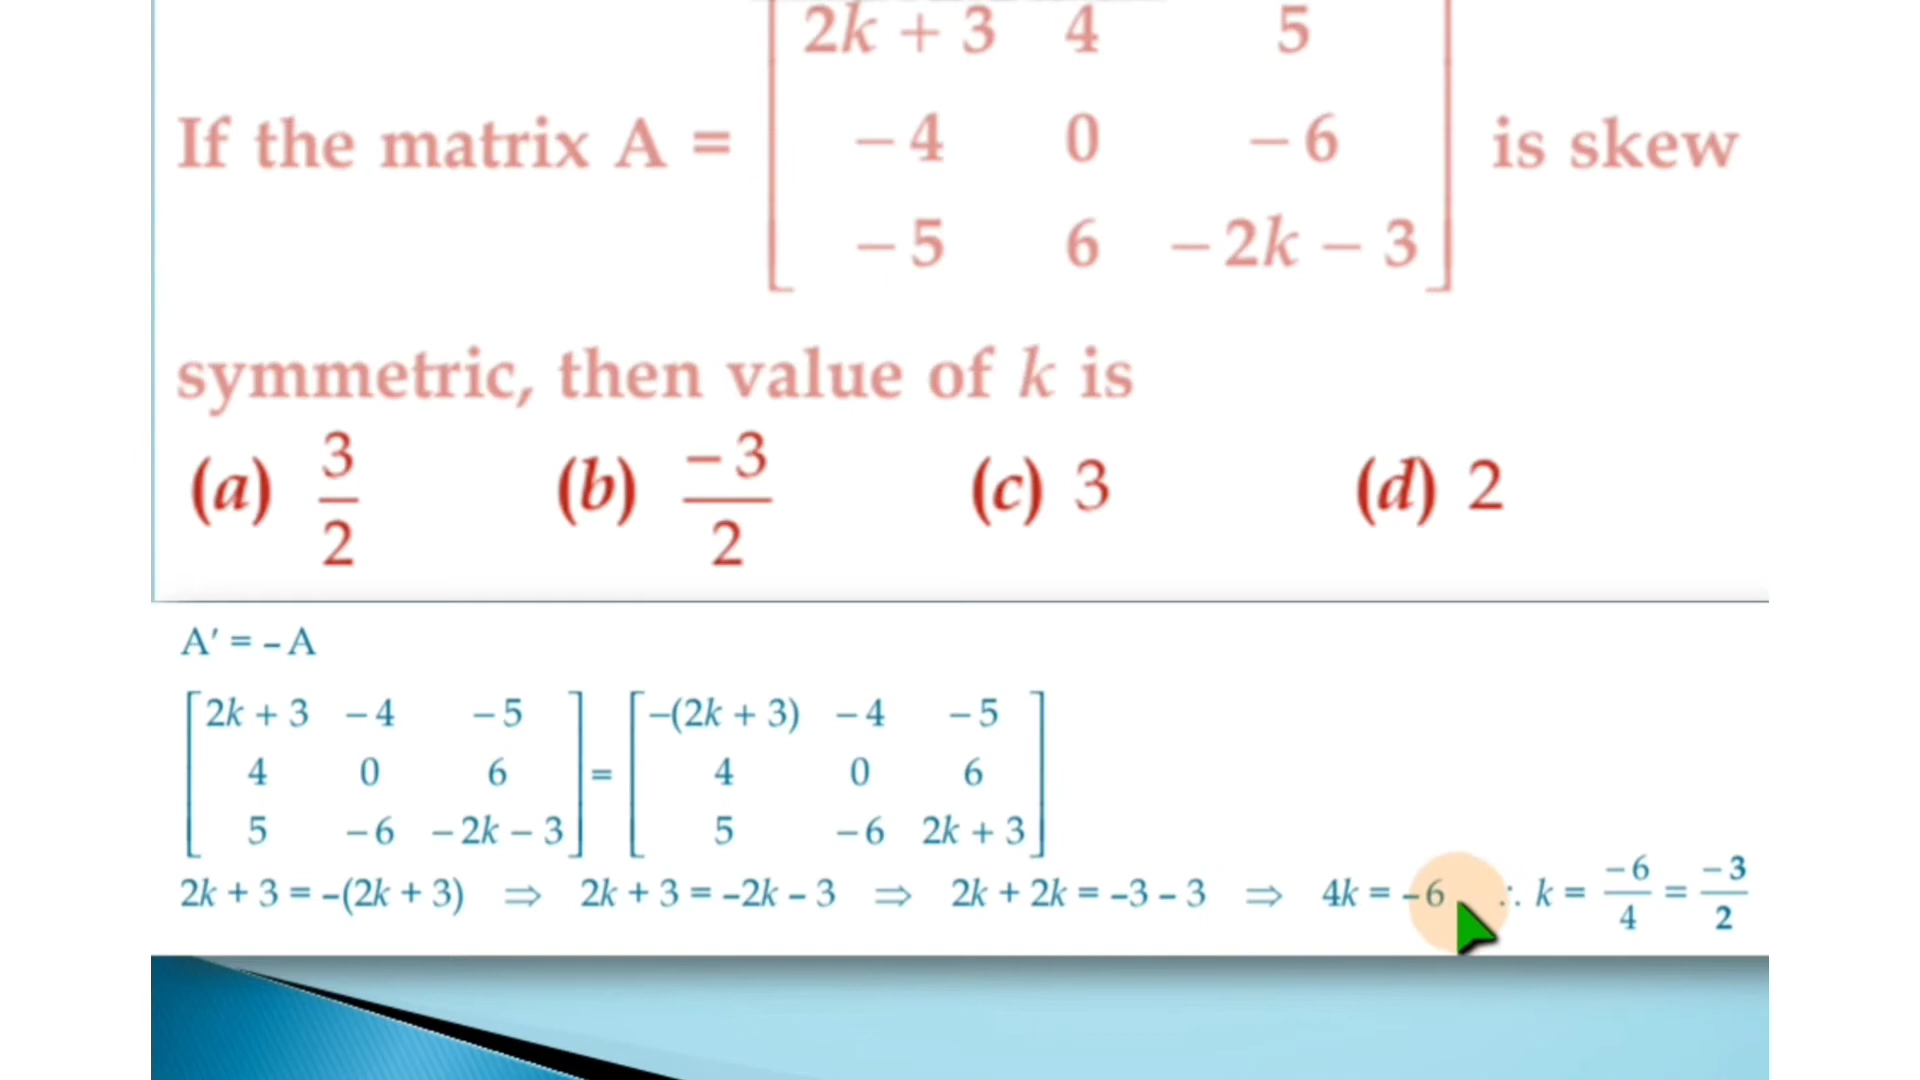 2k + 3 4 5
If the matrix A = − 4 0 − 6 is skew
− 5 6 − 2k − 3
symmetric, then value of k is
(a) 3/2 (b) −3/2 (c) 3 (d) 2
A′ = – A
[2k + 3 − 4 − 5] [−(2k + 3) − 4 − 5]
[4 0 6] = [4 0 6]
[5 − 6 − 2k − 3] [5 − 6 2k + 3]
2k + 3 = –(2k + 3) ⇒ 2k + 3 = –2k – 3 ⇒ 2k + 2k = –3 – 3 ⇒ 4k = –6 ∴ k = −6/4 = −3/2